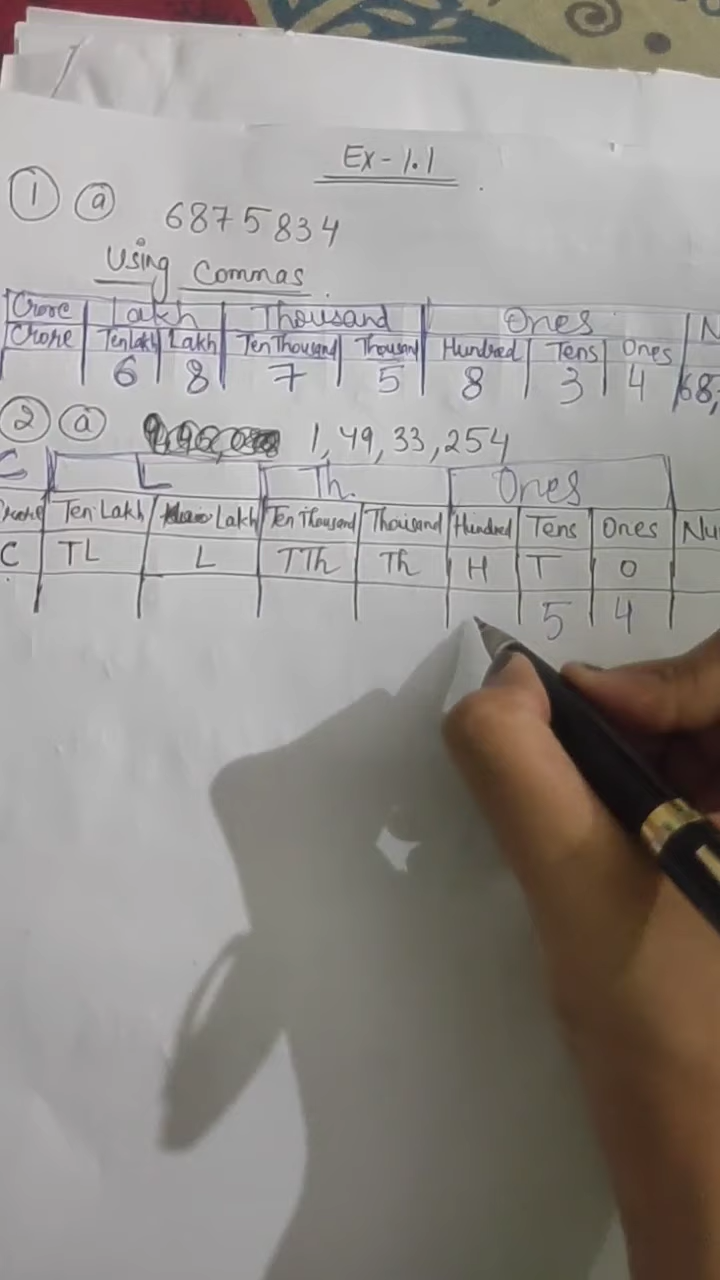 Ex - 1.1
1 a 6875834
Using Commas
Crore Lakh Thousand Ones
Crore Ten Lakh Lakh Ten Thousand Thousand Hundred Tens Ones
6 8 7 5 8 3 4 68,
2 a 1,49,33,254
C L Th. Ones
Ten Lakh Lakh Ten Thousand Thousand Hundred Tens Ones
C TL L TTh Th H T O
5 4